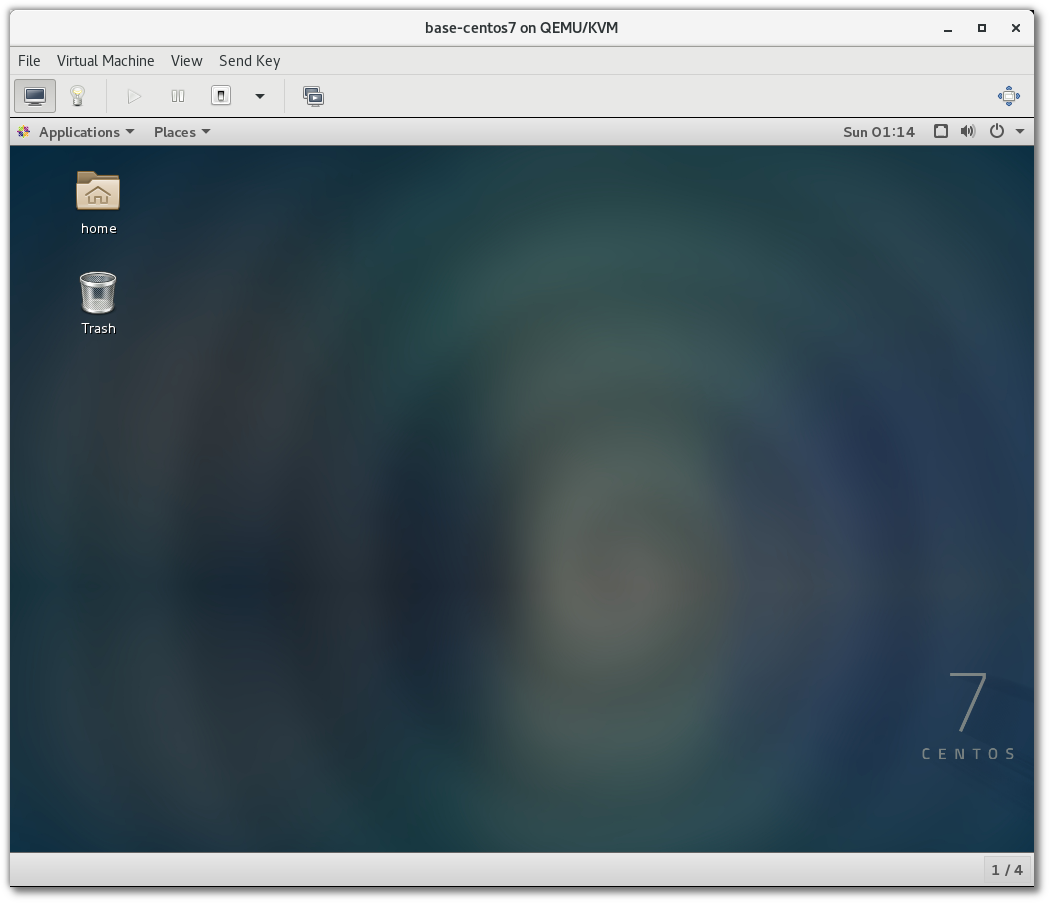 base-centos7 on QEMU/KVM
File Virtual Machine View Send Key
Applications Places Sun 01:14
home
Trash
7
CENTOS
1 / 4